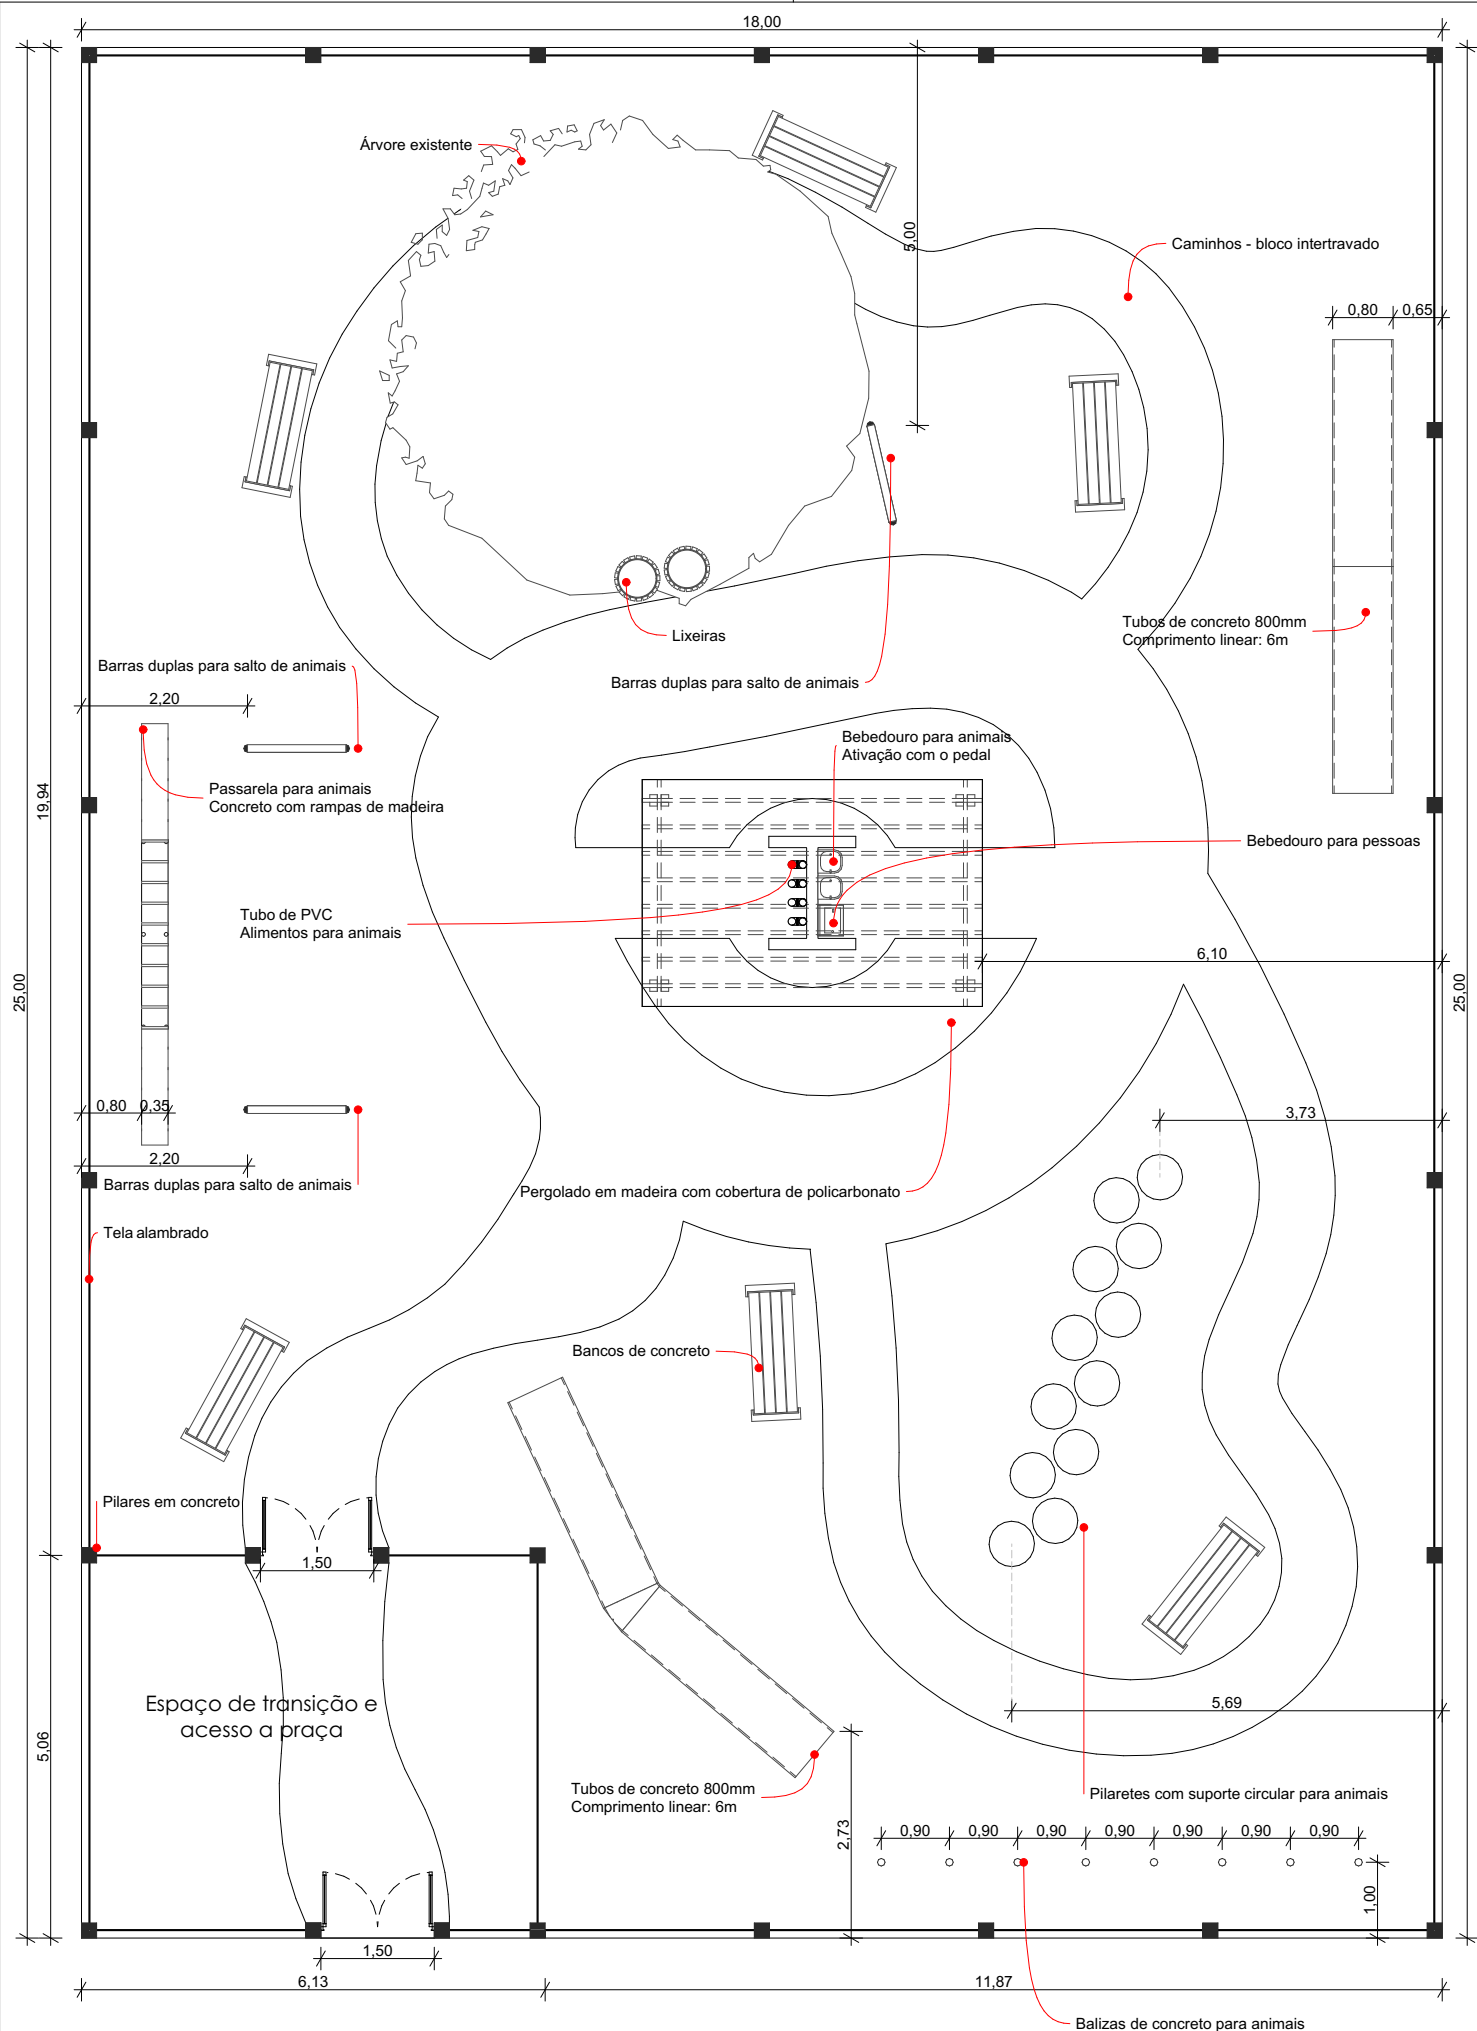 18,00
Árvore existente
5,00
Caminhos - bloco intertravado
0,80
0,65
Tubos de concreto 800mm
Comprimento linear: 6m
Lixeiras
Barras duplas para salto de animais
Barras duplas para salto de animais
2,20
Bebedouro para animais
Ativação com o pedal
Passarela para animais
Concreto com rampas de madeira
19,94
Bebedouro para pessoas
Tubo de PVC
Alimentos para animais
6,10
25,00
25,00
0,80
0,35
3,73
2,20
Barras duplas para salto de animais
Pergolado em madeira com cobertura de policarbonato
Tela alambrado
Bancos de concreto
Pilares em concreto
1,50
Espaço de transição e
acesso a praça
5,69
5,06
Tubos de concreto 800mm
Comprimento linear: 6m
Pilaretes com suporte circular para animais
2,73
0,90
0,90
0,90
0,90
0,90
0,90
0,90
1,00
1,50
6,13
11,87
Balizas de concreto para animais